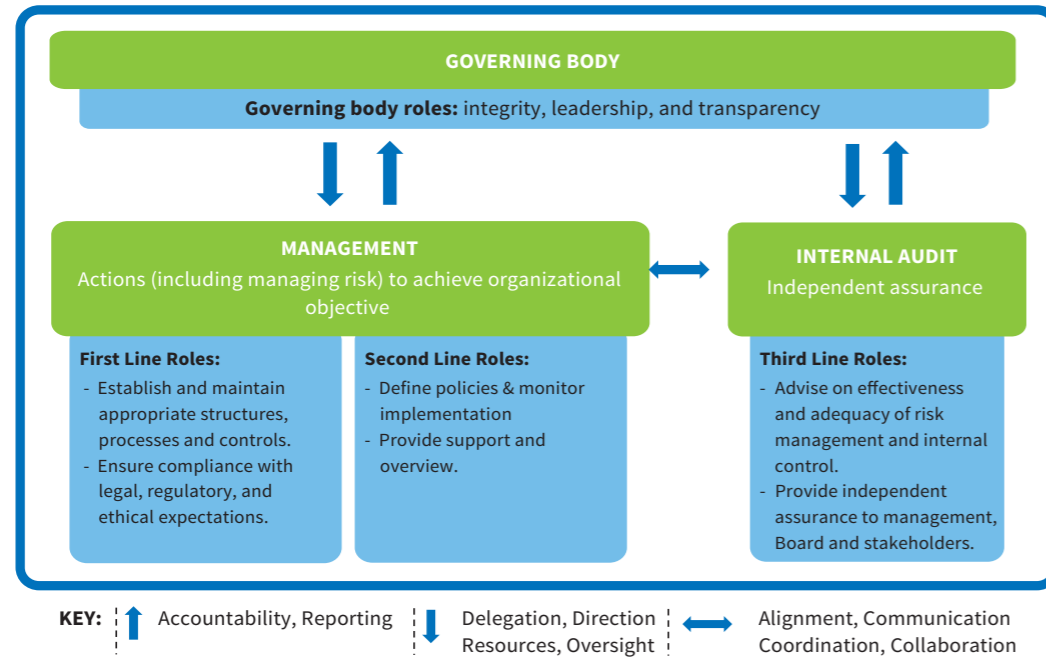 GOVERNING BODY
Governing body roles: integrity, leadership, and transparency
MANAGEMENT
Actions (including managing risk) to achieve organizational
objective
INTERNAL AUDIT
Independent assurance
First Line Roles:
- Establish and maintain
appropriate structures,
processes and controls.
- Ensure compliance with
legal, regulatory, and
ethical expectations.
Second Line Roles:
- Define policies & monitor
implementation
- Provide support and
overview.
Third Line Roles:
- Advise on effectiveness
and adequacy of risk
management and internal
control.
- Provide independent
assurance to management,
Board and stakeholders.
KEY:
Accountability, Reporting
Delegation, Direction
Resources, Oversight
Alignment, Communication
Coordination, Collaboration